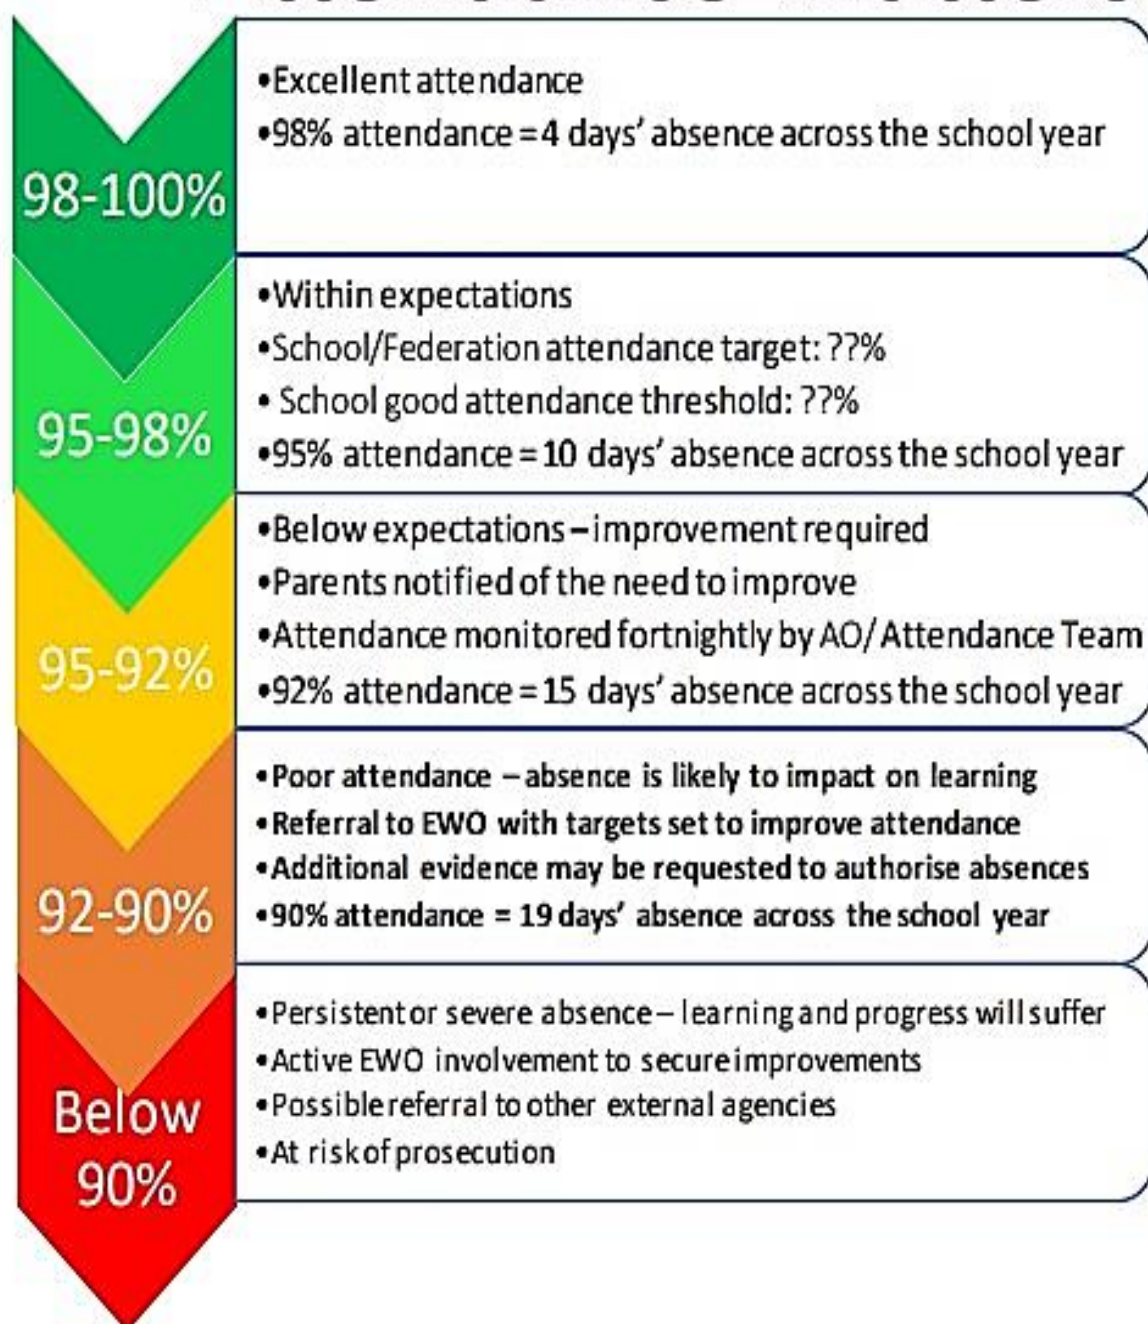 98-100%
•Excellent attendance
•98% attendance = 4 days' absence across the school year
95-98%
•Within expectations
•School/Federation attendance target: ??%
• School good attendance threshold: ??%
•95% attendance = 10 days' absence across the school year
95-92%
•Below expectations – improvement required
•Parents notified of the need to improve
•Attendance monitored fortnightly by AO/ Attendance Team
•92% attendance = 15 days' absence across the school year
92-90%
•Poor attendance – absence is likely to impact on learning
•Referral to EWO with targets set to improve attendance
•Additional evidence may be requested to authorise absences
•90% attendance = 19 days' absence across the school year
Below
90%
•Persistent or severe absence – learning and progress will suffer
•Active EWO involvement to secure improvements
•Possible referral to other external agencies
•At risk of prosecution